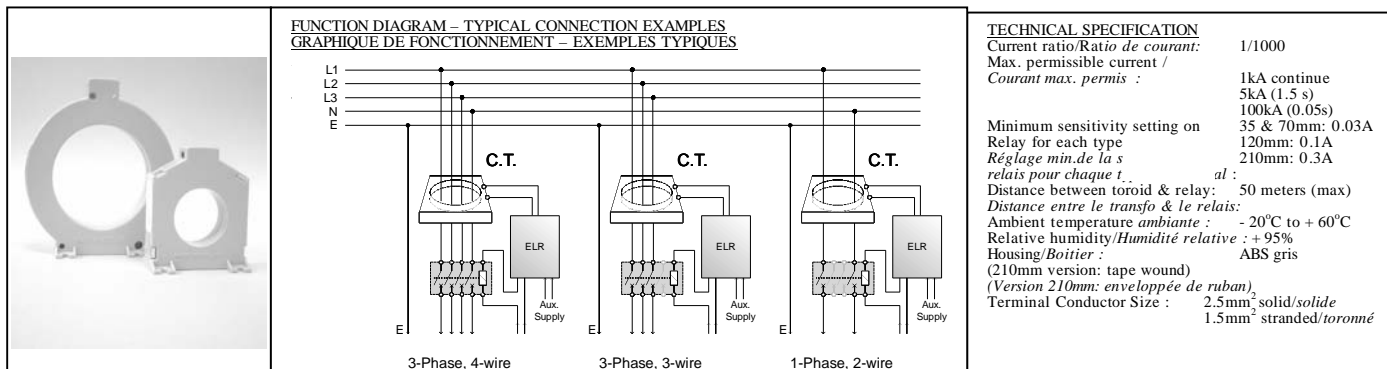 FUNCTION DIAGRAM – TYPICAL CONNECTION EXAMPLES
GRAPHIQUE DE FONCTIONNEMENT – EXEMPLES TYPIQUES
L1
L2
L3
N
E
C.T.
C.T.
C.T.
ELR
ELR
ELR
Aux. Supply
Aux. Supply
Aux. Supply
E
E
E
3-Phase, 4-wire
3-Phase, 3-wire
1-Phase, 2-wire
TECHNICAL SPECIFICATION
Current ratio/Ratio de courant: 1/1000
Max. permissible current /
Courant max. permis : 1kA continue
5kA (1.5 s)
100kA (0.05s)
Minimum sensitivity setting on 35 & 70mm: 0.03A
Relay for each type 120mm: 0.1A
Réglage min.de la s 210mm: 0.3A
relais pour chaque al :
Distance between toroid & relay: 50 meters (max)
Distance entre le transfo & le relais:
Ambient temperature ambiante : - 20°C to + 60°C
Relative humidity/Humidité relative : + 95%
Housing/Boitier : ABS gris
(210mm version: tape wound)
(Version 210mm: enveloppée de ruban)
Terminal Conductor Size : 2.5mm² solid/solide
1.5mm² stranded/toronné